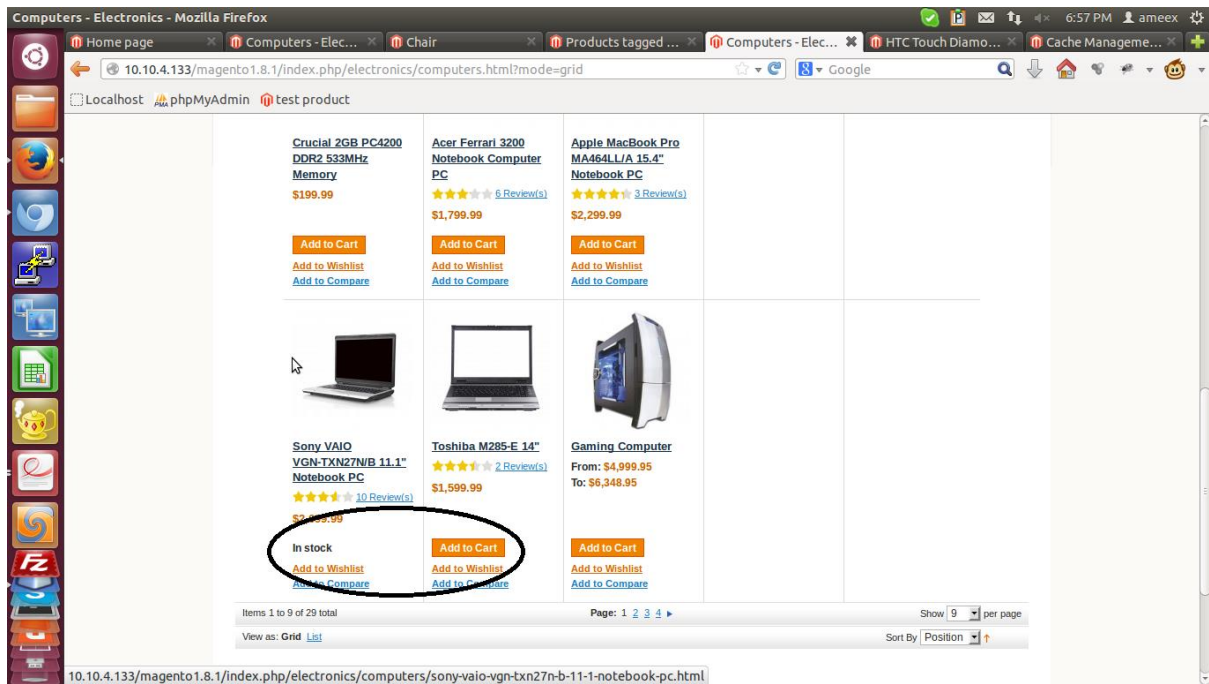 Computers - Electronics - Mozilla Firefox
6:57 PM ameex
Home page
Computers - Elec...
Chair
Products tagged ...
Computers - Elec...
HTC Touch Diamo...
Cache Manageme...
10.10.4.133/magento1.8.1/index.php/electronics/computers.html?mode=grid
Google
Localhost phpMyAdmin test product
Crucial 2GB PC4200
DDR2 533MHz
Memory
$199.99
Add to Cart
Add to Wishlist
Add to Compare
Acer Ferrari 3200
Notebook Computer
PC
6 Review(s)
$1,799.99
Add to Cart
Add to Wishlist
Add to Compare
Apple MacBook Pro
MA464LL/A 15.4"
Notebook PC
3 Review(s)
$2,299.99
Add to Cart
Add to Wishlist
Add to Compare
Sony VAIO
VGN-TXN27N/B 11.1"
Notebook PC
10 Review(s)
In stock
Add to Wishlist
Add to Compare
Toshiba M285-E 14"
2 Review(s)
$1,599.99
Add to Cart
Add to Wishlist
Add to Compare
Gaming Computer
From: $4,999.95
To: $6,348.95
Add to Cart
Add to Wishlist
Add to Compare
Items 1 to 9 of 29 total
Page: 1 2 3 4
Show 9 per page
View as: Grid List
Sort By Position
10.10.4.133/magento1.8.1/index.php/electronics/computers/sony-vaio-vgn-txn27n-b-11-1-notebook-pc.html